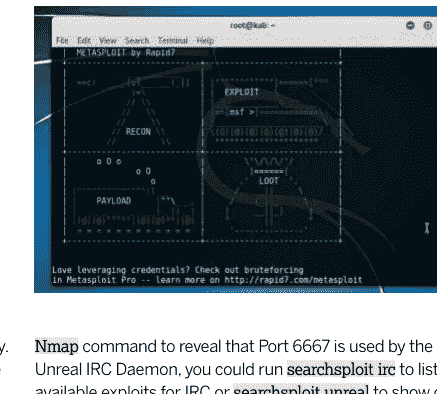 root@kali: ~
File Edit View Search Terminal Help
METASPLOIT by Rapid7
EXPLOIT
msf >
RECON
o O o
o O
o
PAYLOAD
LOOT
Love leveraging credentials? Check out bruteforcing
in Metasploit Pro -- learn more on http://rapid7.com/metasploit
y. Nmap command to reveal that Port 6667 is used by the
Unreal IRC Daemon, you could run searchsploit irc to list
available exploits for IRC or searchsploit unreal to show